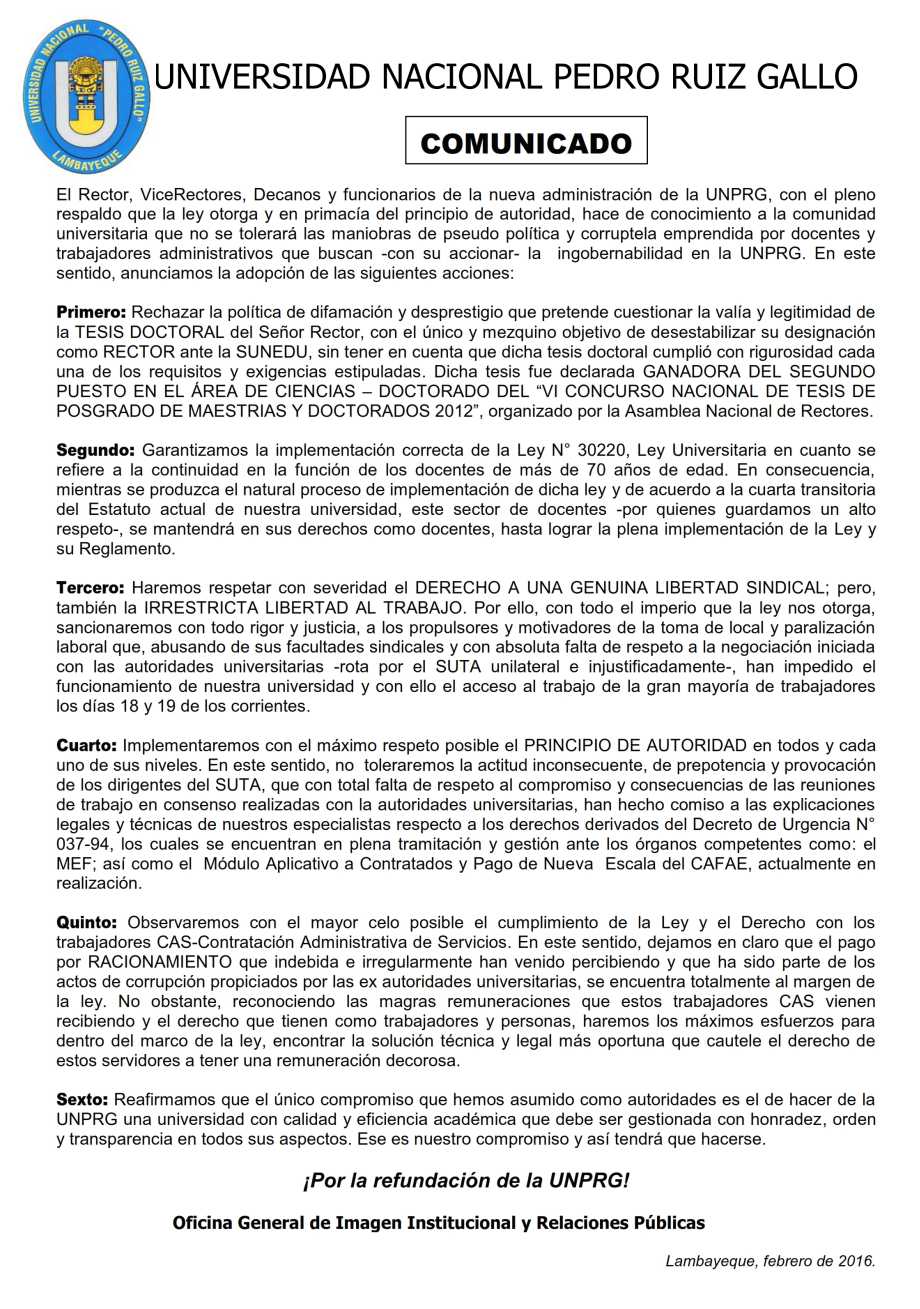 UNIVERSIDAD NACIONAL "PEDRO RUIZ GALLO"
LAMBAYEQUE
UNIVERSIDAD NACIONAL PEDRO RUIZ GALLO
COMUNICADO
El Rector, ViceRectores, Decanos y funcionarios de la nueva administración de la UNPRG, con el pleno
respaldo que la ley otorga y en primacía del principio de autoridad, hace de conocimiento a la comunidad
universitaria que no se tolerará las maniobras de pseudo política y corruptela emprendida por docentes y
trabajadores administrativos que buscan -con su accionar- la ingobernabilidad en la UNPRG. En este
sentido, anunciamos la adopción de las siguientes acciones:
Primero: Rechazar la política de difamación y desprestigio que pretende cuestionar la valía y legitimidad de
la TESIS DOCTORAL del Señor Rector, con el único y mezquino objetivo de desestabilizar su designación
como RECTOR ante la SUNEDU, sin tener en cuenta que dicha tesis doctoral cumplió con rigurosidad cada
una de los requisitos y exigencias estipuladas. Dicha tesis fue declarada GANADORA DEL SEGUNDO
PUESTO EN EL ÁREA DE CIENCIAS – DOCTORADO DEL “VI CONCURSO NACIONAL DE TESIS DE
POSGRADO DE MAESTRIAS Y DOCTORADOS 2012”, organizado por la Asamblea Nacional de Rectores.
Segundo: Garantizamos la implementación correcta de la Ley N° 30220, Ley Universitaria en cuanto se
refiere a la continuidad en la función de los docentes de más de 70 años de edad. En consecuencia,
mientras se produzca el natural proceso de implementación de dicha ley y de acuerdo a la cuarta transitoria
del Estatuto actual de nuestra universidad, este sector de docentes -por quienes guardamos un alto
respeto-, se mantendrá en sus derechos como docentes, hasta lograr la plena implementación de la Ley y
su Reglamento.
Tercero: Haremos respetar con severidad el DERECHO A UNA GENUINA LIBERTAD SINDICAL; pero,
también la IRRESTRICTA LIBERTAD AL TRABAJO. Por ello, con todo el imperio que la ley nos otorga,
sancionaremos con todo rigor y justicia, a los propulsores y motivadores de la toma de local y paralización
laboral que, abusando de sus facultades sindicales y con absoluta falta de respeto a la negociación iniciada
con las autoridades universitarias -rota por el SUTA unilateral e injustificadamente-, han impedido el
funcionamiento de nuestra universidad y con ello el acceso al trabajo de la gran mayoría de trabajadores
los días 18 y 19 de los corrientes.
Cuarto: Implementaremos con el máximo respeto posible el PRINCIPIO DE AUTORIDAD en todos y cada
uno de sus niveles. En este sentido, no toleraremos la actitud inconsecuente, de prepotencia y provocación
de los dirigentes del SUTA, que con total falta de respeto al compromiso y consecuencias de las reuniones
de trabajo en consenso realizadas con la autoridades universitarias, han hecho comiso a las explicaciones
legales y técnicas de nuestros especialistas respecto a los derechos derivados del Decreto de Urgencia N°
037-94, los cuales se encuentran en plena tramitación y gestión ante los órganos competentes como: el
MEF; así como el Módulo Aplicativo a Contratados y Pago de Nueva Escala del CAFAE, actualmente en
realización.
Quinto: Observaremos con el mayor celo posible el cumplimiento de la Ley y el Derecho con los
trabajadores CAS-Contratación Administrativa de Servicios. En este sentido, dejamos en claro que el pago
por RACIONAMIENTO que indebida e irregularmente han venido percibiendo y que ha sido parte de los
actos de corrupción propiciados por las ex autoridades universitarias, se encuentra totalmente al margen de
la ley. No obstante, reconociendo las magras remuneraciones que estos trabajadores CAS vienen
recibiendo y el derecho que tienen como trabajadores y personas, haremos los máximos esfuerzos para
dentro del marco de la ley, encontrar la solución técnica y legal más oportuna que cautele el derecho de
estos servidores a tener una remuneración decorosa.
Sexto: Reafirmamos que el único compromiso que hemos asumido como autoridades es el de hacer de la
UNPRG una universidad con calidad y eficiencia académica que debe ser gestionada con honradez, orden
y transparencia en todos sus aspectos. Ese es nuestro compromiso y así tendrá que hacerse.
¡Por la refundación de la UNPRG!
Oficina General de Imagen Institucional y Relaciones Públicas
Lambayeque, febrero de 2016.